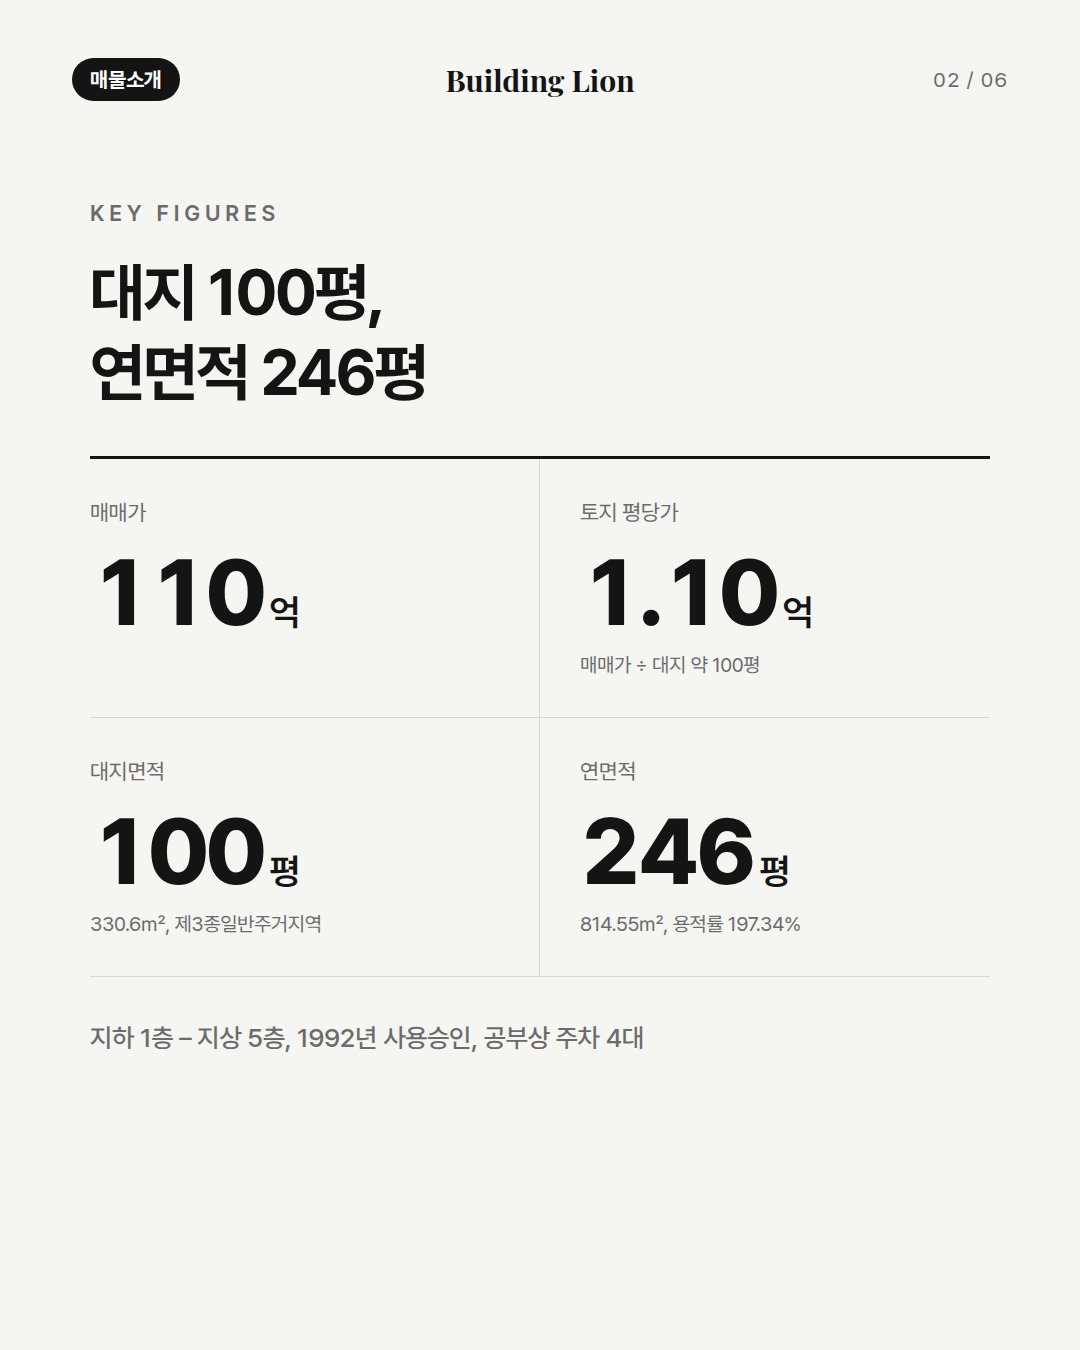 매물소개
Building Lion
02 / 06
KEY FIGURES
대지 100평,
연면적 246평
매매가
110억
토지 평당가
1.10억
매매가 ÷ 대지 약 100평
대지면적
100평
330.6m², 제3종일반주거지역
연면적
246평
814.55m², 용적률 197.34%
지하 1층 – 지상 5층, 1992년 사용승인, 공부상 주차 4대